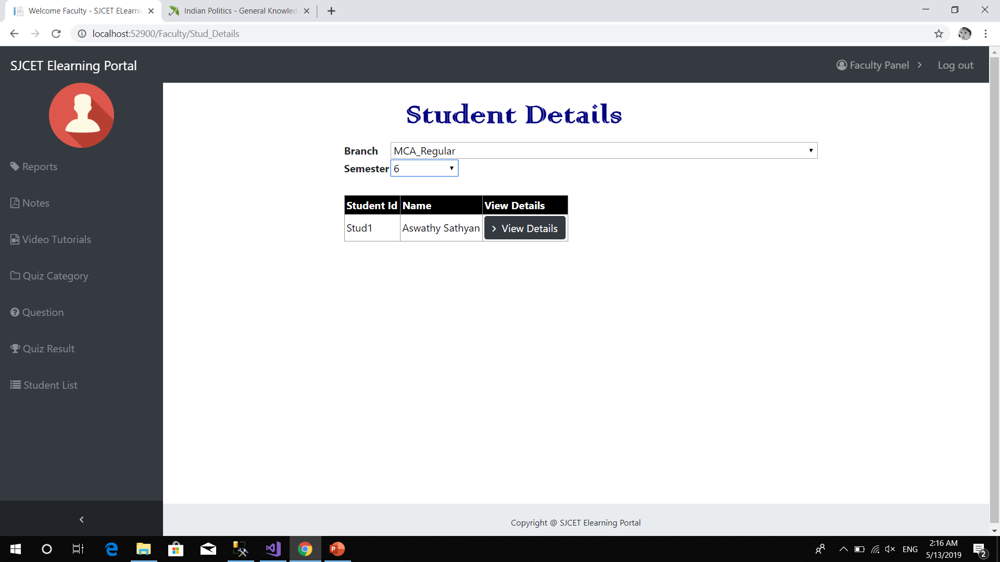 Welcome Faculty - SJCET ELearni
Indian Politics - General Knowled
localhost:52900/Faculty/Stud_Details
SJCET Elearning Portal
Faculty Panel
Log out
Student Details
Branch MCA_Regular
Semester 6
Reports
Notes
Video Tutorials
Quiz Category
Question
Quiz Result
Student List
Student Id Name View Details
Stud1 Aswathy Sathyan View Details
Copyright @ SJCET Elearning Portal
ENG
2:16 AM
5/13/2019
2